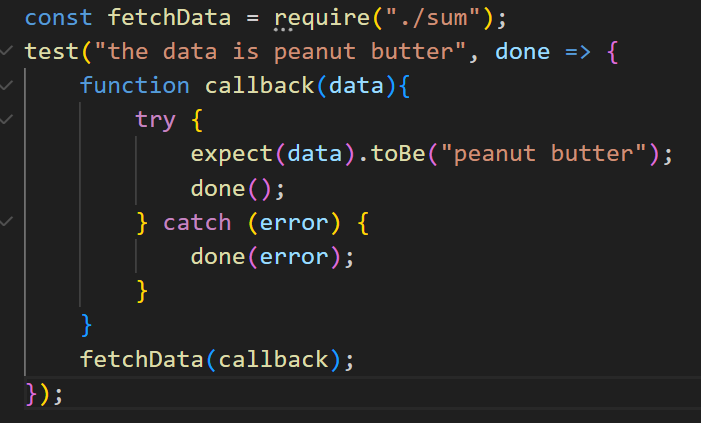 const fetchData = require("./sum");
test("the data is peanut butter", done => {
    function callback(data){
        try {
            expect(data).toBe("peanut butter");
            done();
        } catch (error) {
            done(error);
        }
    }
    fetchData(callback);
});